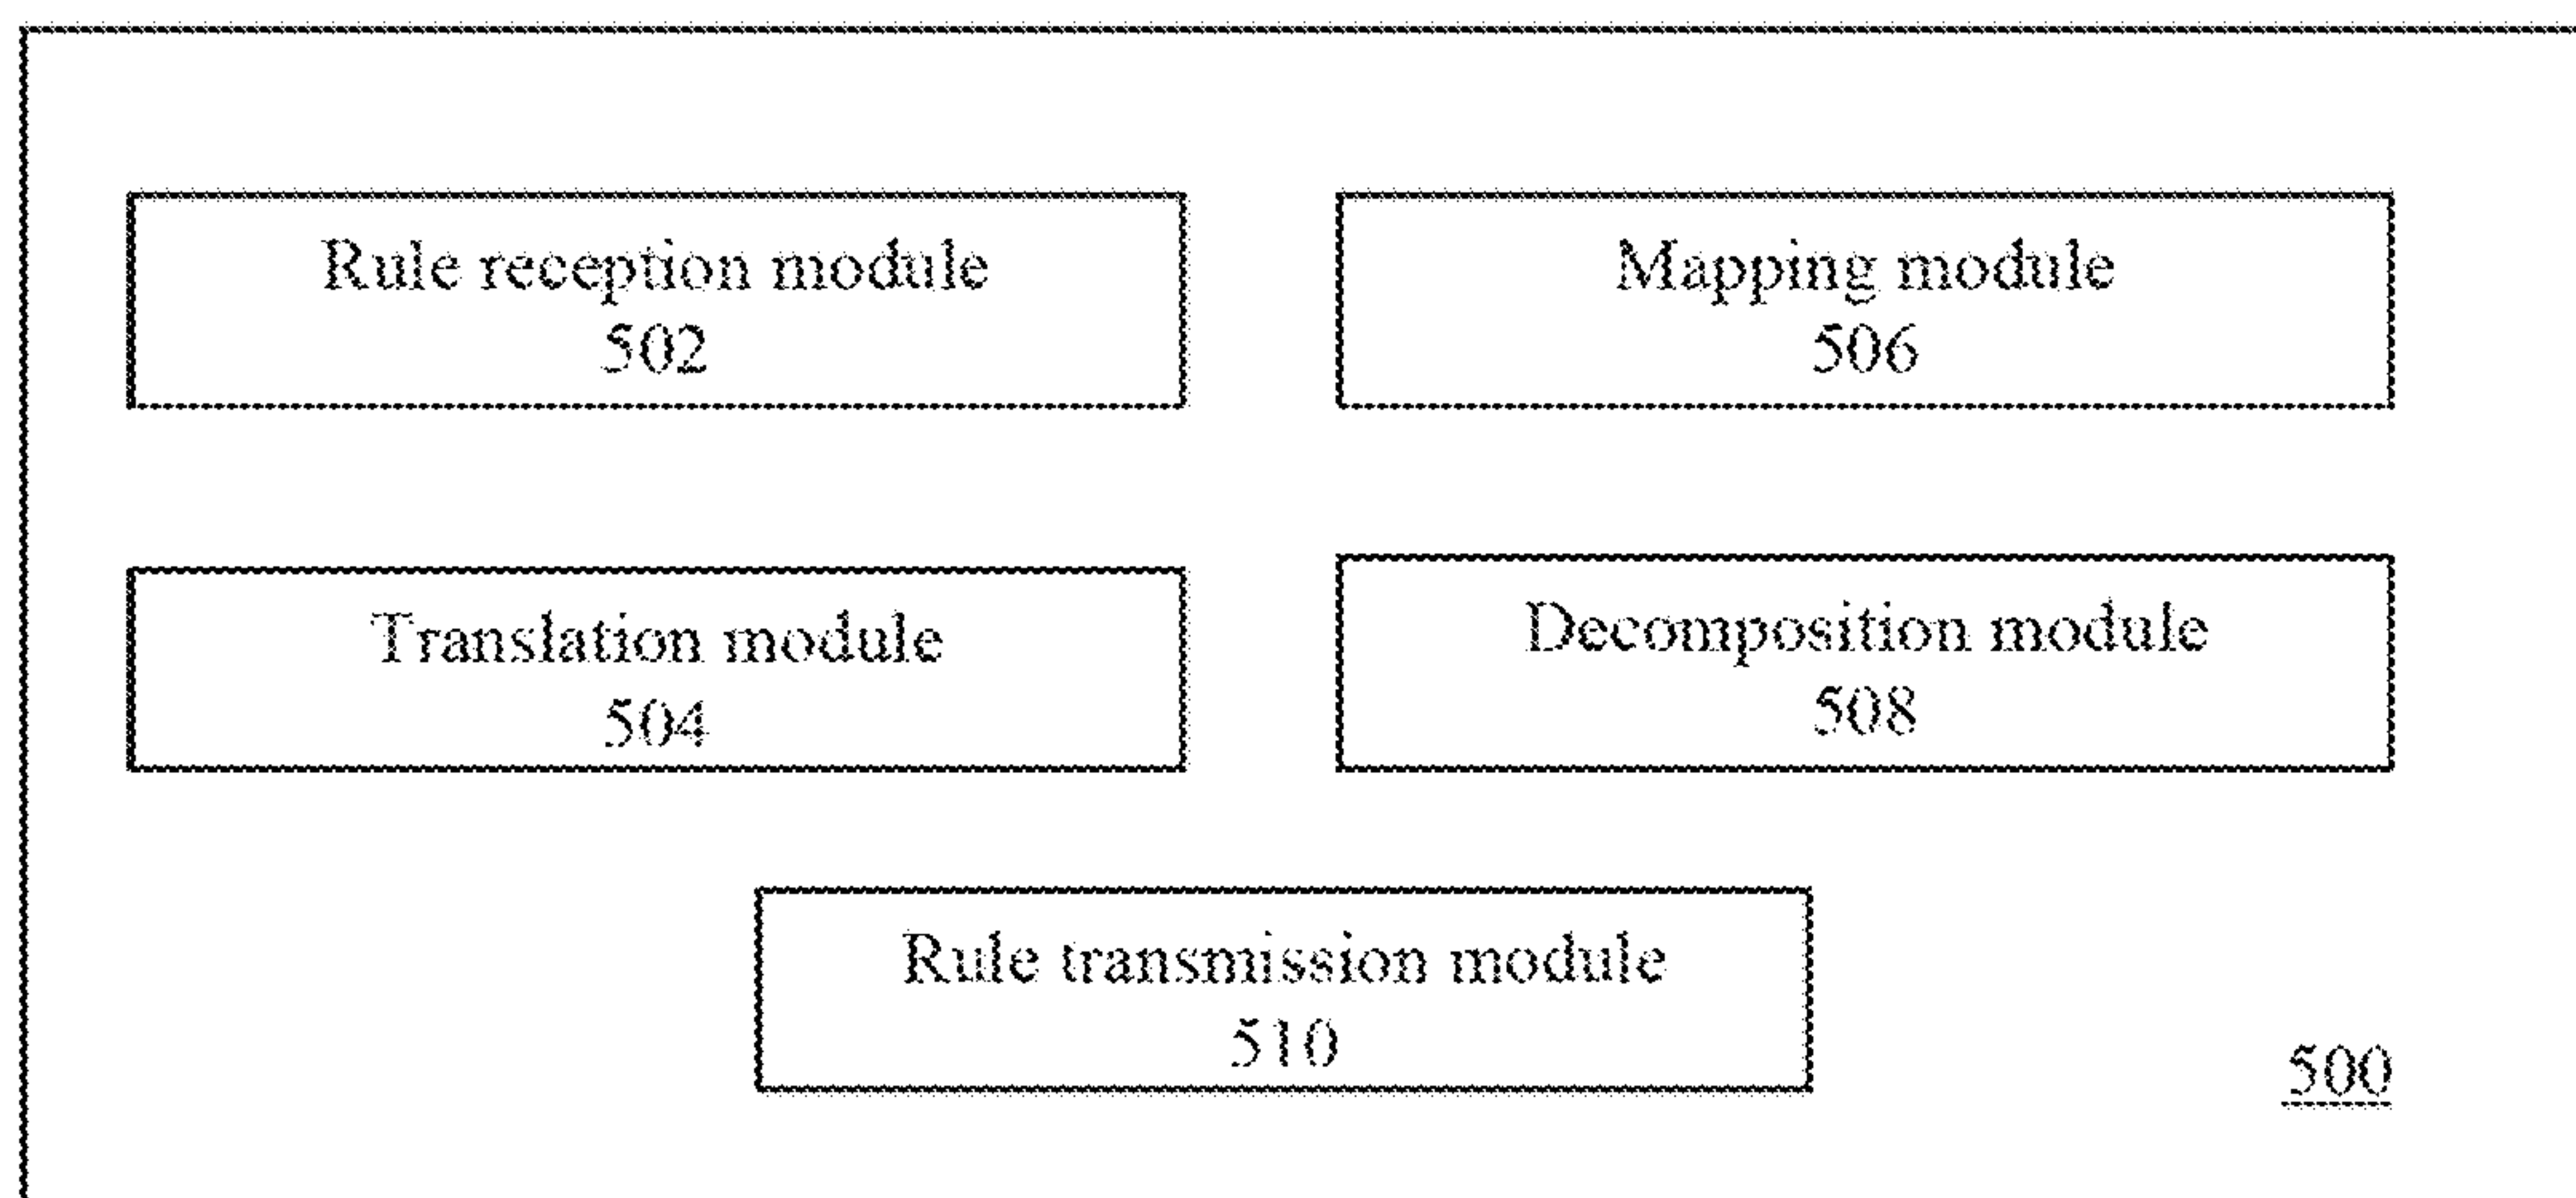 Rule reception module
502
Mapping module
506
Translation module
504
Decomposition module
508
Rule transmission module
510
500